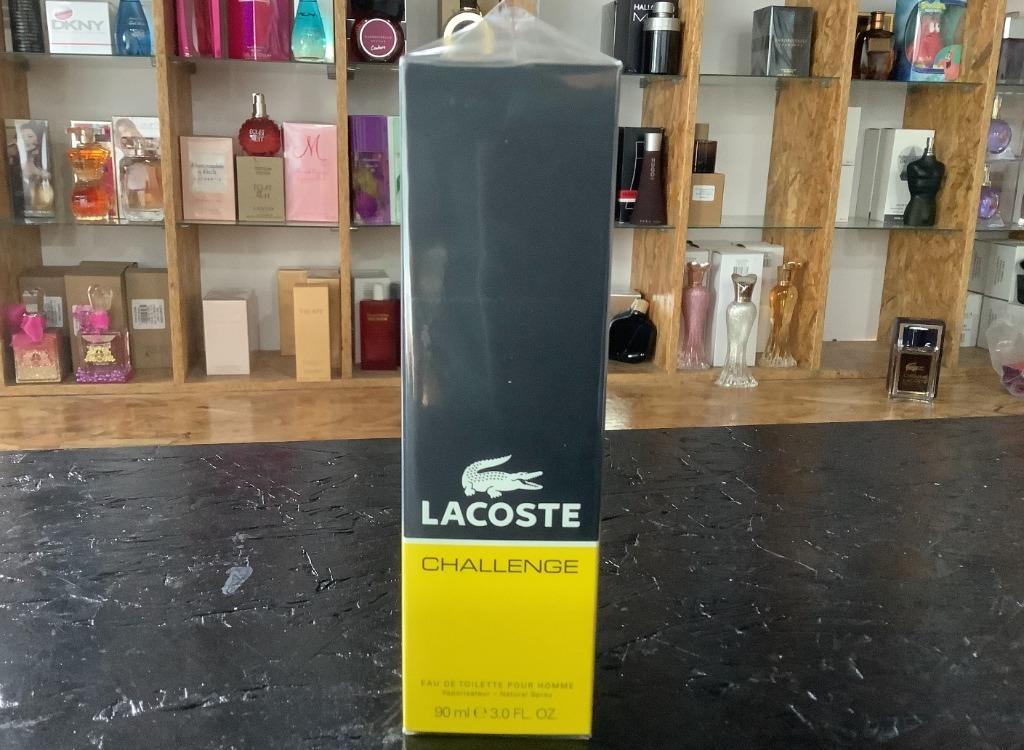 DKNY
LACOSTE
CHALLENGE
EAU DE TOILETTE POUR HOMME
Vaporisateur – Natural Spray
90 ml ℮ 3.0 FL. OZ.